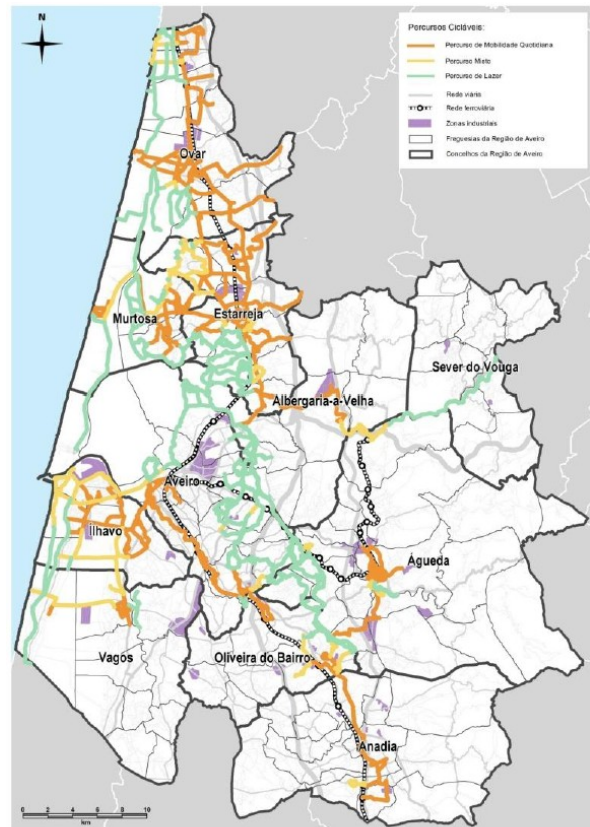 N
Percursos Cicláveis:
Percurso de Mobilidade Quotidiana
Percurso Misto
Percurso de Lazer
Rede viária
Rede ferroviária
Zonas industriais
Freguesias da Região de Aveiro
Concelhos da Região de Aveiro
Ovar
Murtosa
Estarreja
Sever do Vouga
Albergaria-a-Velha
Aveiro
Ílhavo
Águeda
Vagos
Oliveira do Bairro
Anadia
0 2 4 6 8 10
km